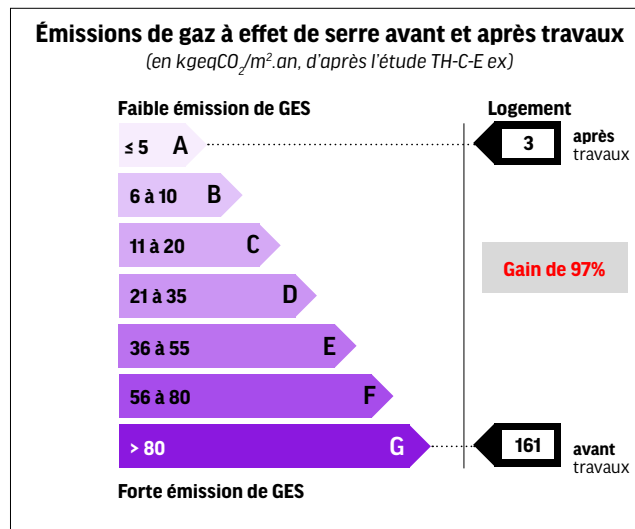 Émissions de gaz à effet de serre avant et après travaux
(en kgeqCO₂/m².an, d'après l'étude TH-C-E ex)
Faible émission de GES
Logement
≤ 5 A
3
après
travaux
6 à 10 B
11 à 20 C
Gain de 97%
21 à 35 D
36 à 55 E
56 à 80 F
> 80 G
161
avant
travaux
Forte émission de GES